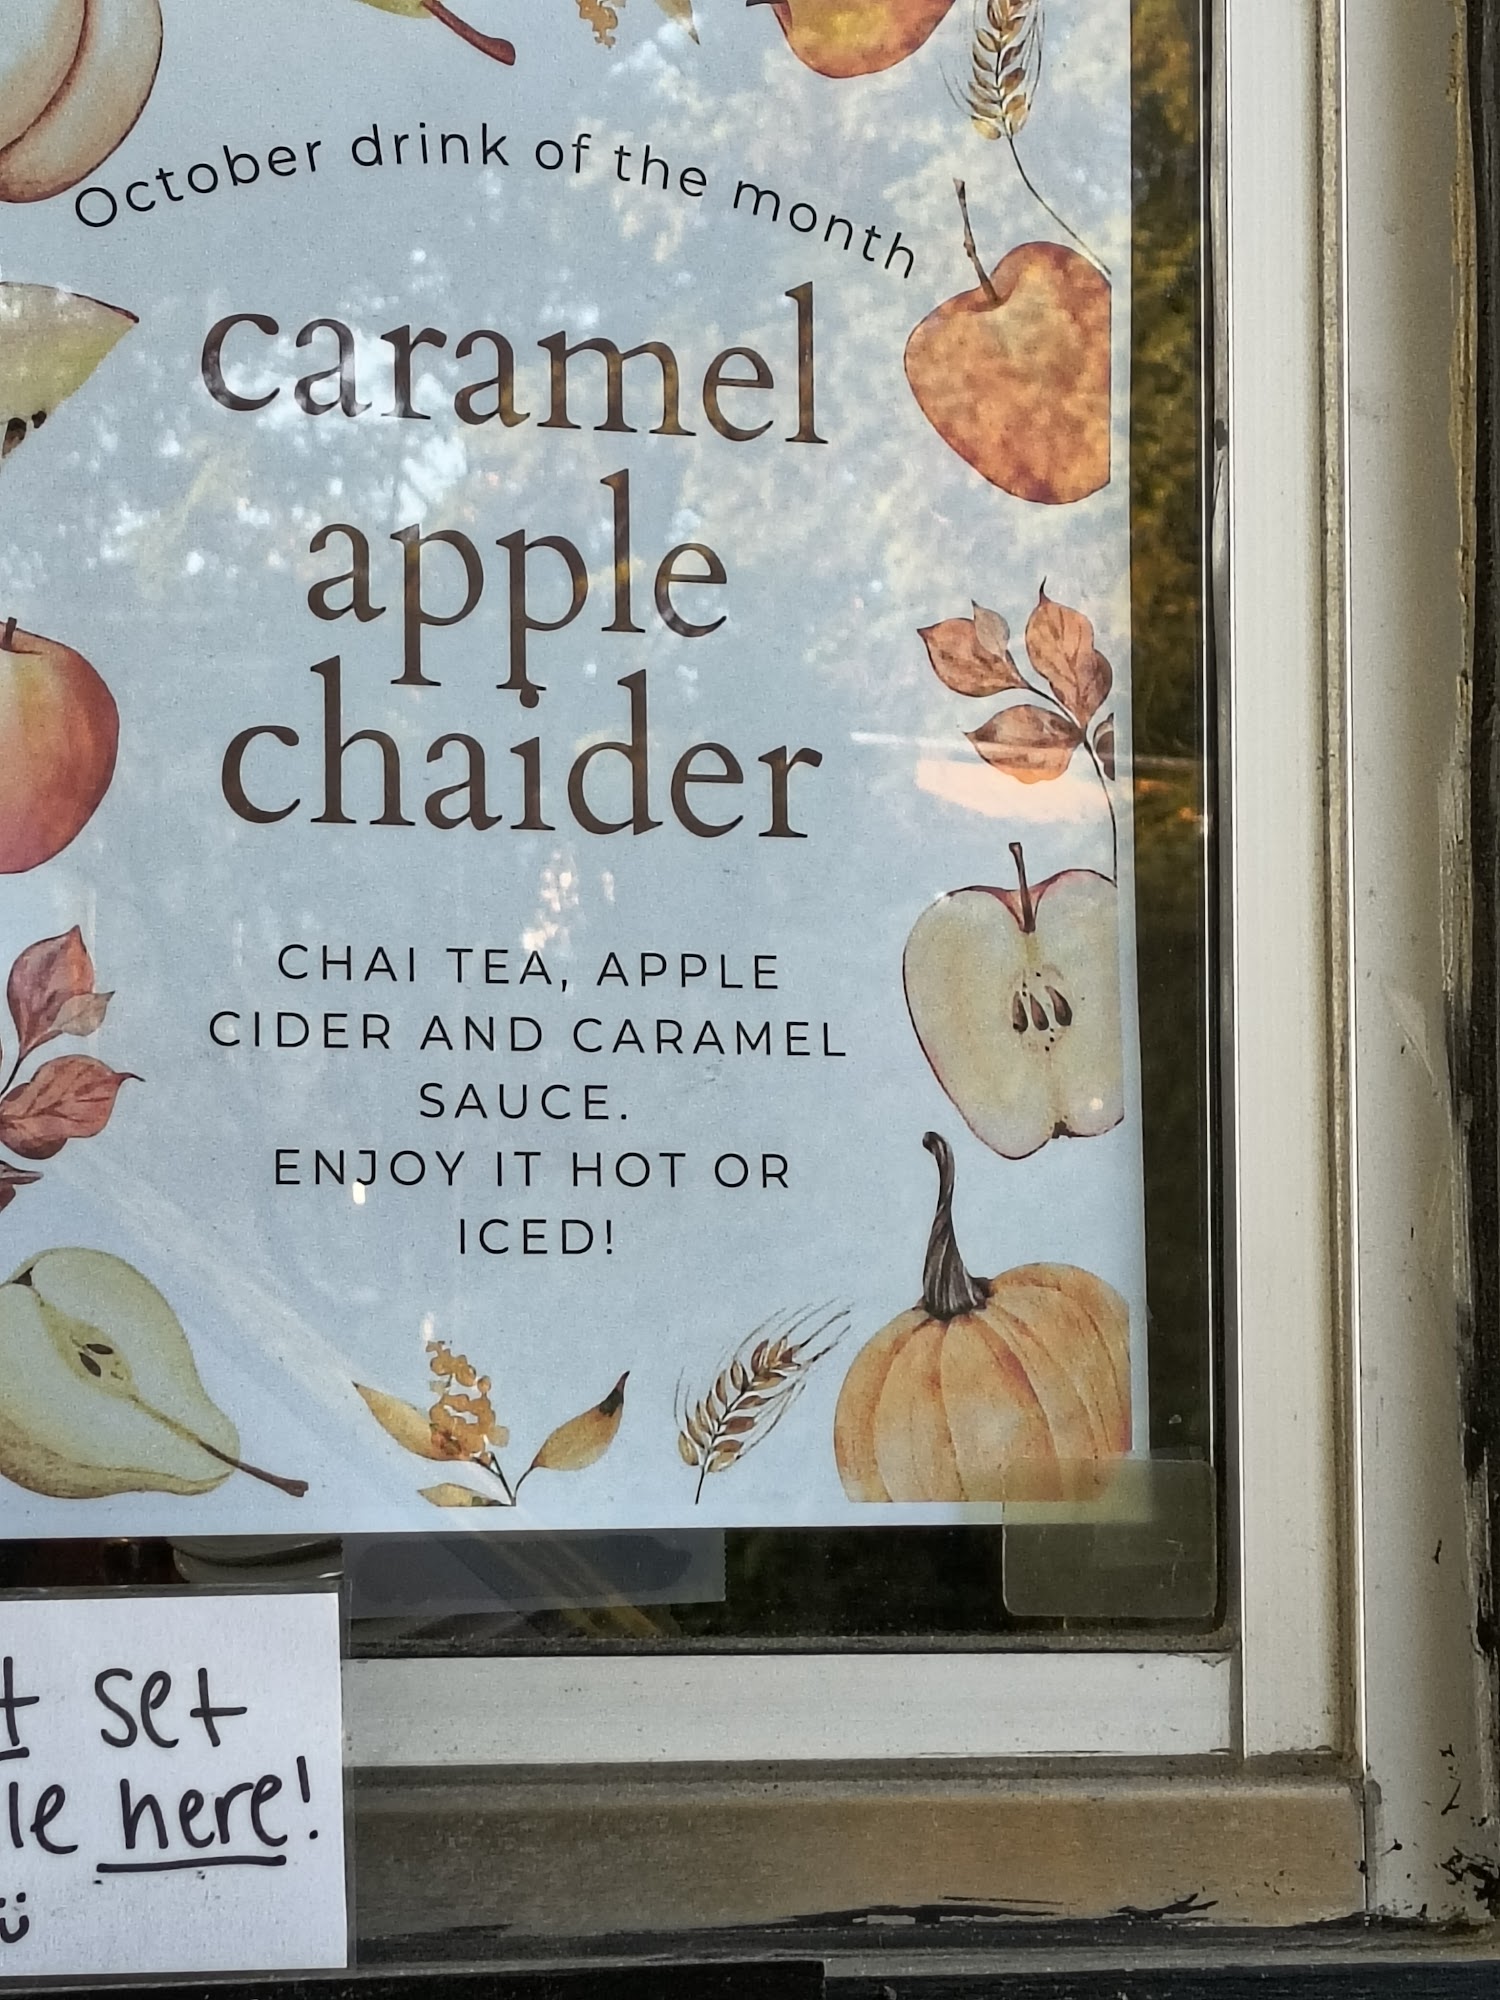 October drink of the month
caramel
apple
chaider
CHAI TEA, APPLE
CIDER AND CARAMEL
SAUCE.
ENJOY IT HOT OR
ICED!
set
here!